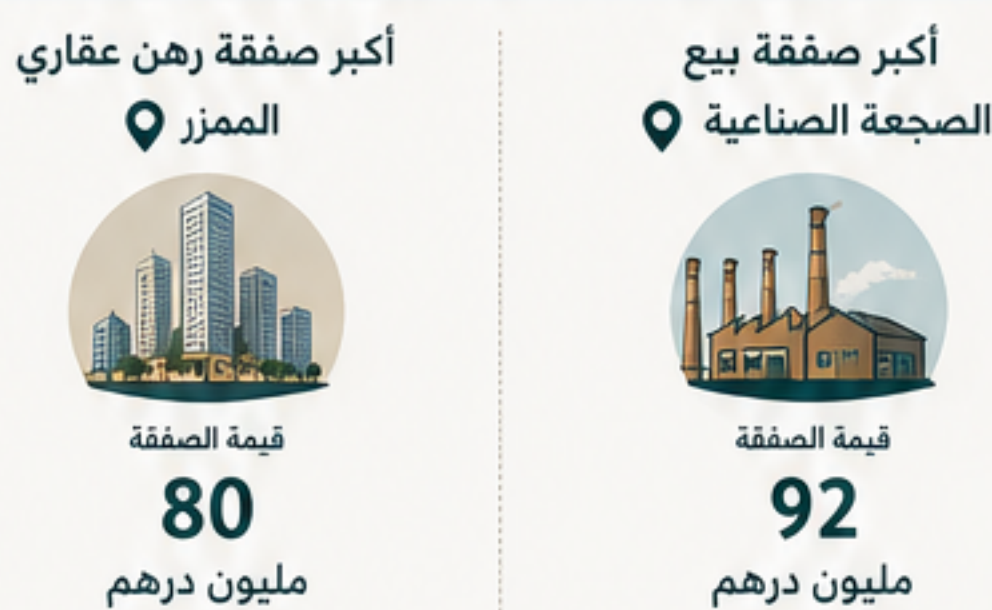 أكبر صفقة بيع
الصجعة الصناعية
قيمة الصفقة
92
مليون درهم
أكبر صفقة رهن عقاري
الممزر
قيمة الصفقة
80
مليون درهم